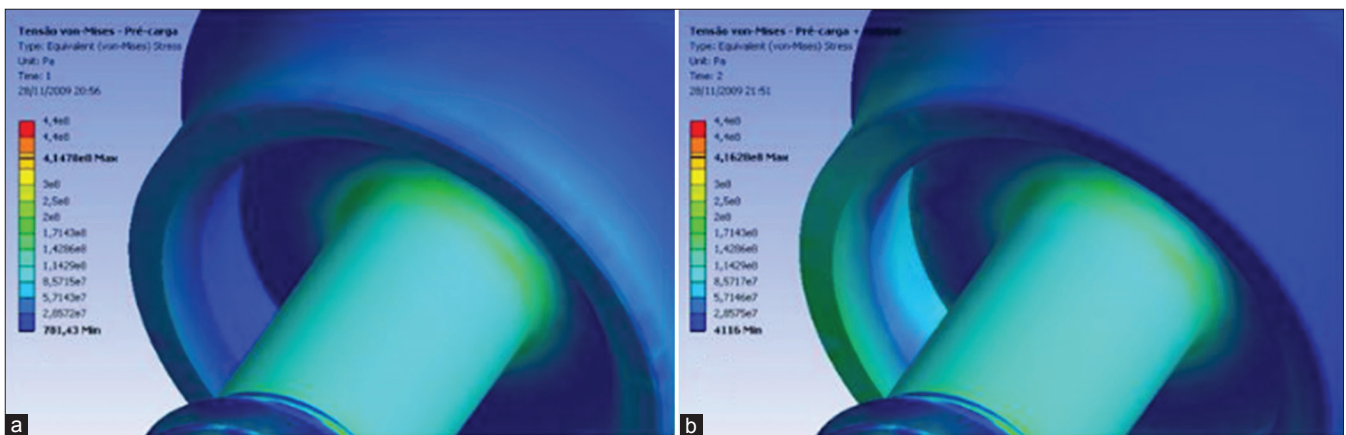 Tensão von-Mises - Pré-carga
Type: Equivalent (von-Mises) Stress
Unit: Pa
Time: 1
28/11/2009 20:56
4,4e8
4,4e8
4,1478e8 Max
3e8
2,5e8
2e8
1,7143e8
1,4286e8
1,1429e8
8,5715e7
5,7143e7
2,8572e7
781,43 Min
a
Tensão von-Mises - Pré-carga +
Type: Equivalent (von-Mises) Stress
Unit: Pa
Time: 2
28/11/2009 21:51
4,4e8
4,4e8
4,1628e8 Max
3e8
2,5e8
2e8
1,7143e8
1,4286e8
1,1429e8
8,5717e7
5,7146e7
2,8575e7
4116 Min
b